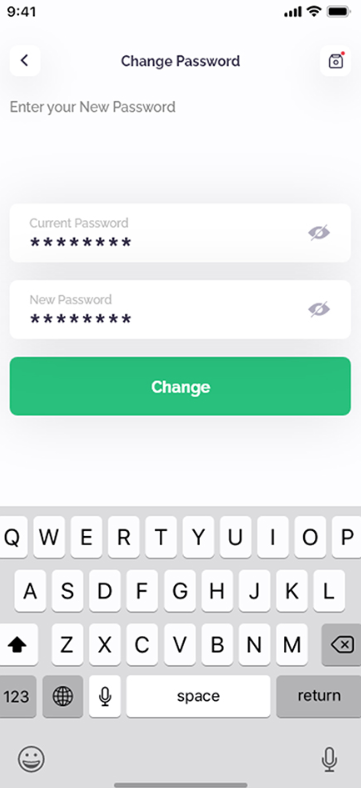 9:41
Change Password
Enter your New Password
Current Password
********
New Password
********
Change
Q W E R T Y U I O P
A S D F G H J K L
Z X C V B N M
123 space return